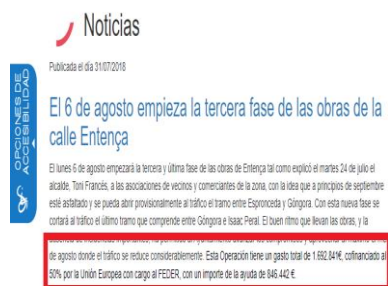 Noticias
Publicada el día 31/07/2018
OPCIONES DE
ACCESIBILIDAD
El 6 de agosto empieza la tercera fase de las obras de la
calle Entença
El lunes 6 de agosto empezará la tercera y última fase de las obras de Entença tal como explicó el martes 24 de julio el
alcalde, Toni Francés, a las asociaciones de vecinos y comerciantes de la zona, con la idea que a principios de septiembre
esté asfaltado y se pueda abrir provisionalmente al tráfico el tramo entre Espronceda y Góngora. Con esta nueva fase se
cortará al tráfico el último tramo que comprende entre Góngora e Isaac Peral. El buen ritmo que llevan las obras, y la
de agosto donde el tráfico se reduce considerablemente. Esta Operación tiene un gasto total de 1.692.841€, cofinanciado al
50% por la Unión Europea con cargo al FEDER, con un importe de la ayuda de 846.442 €.